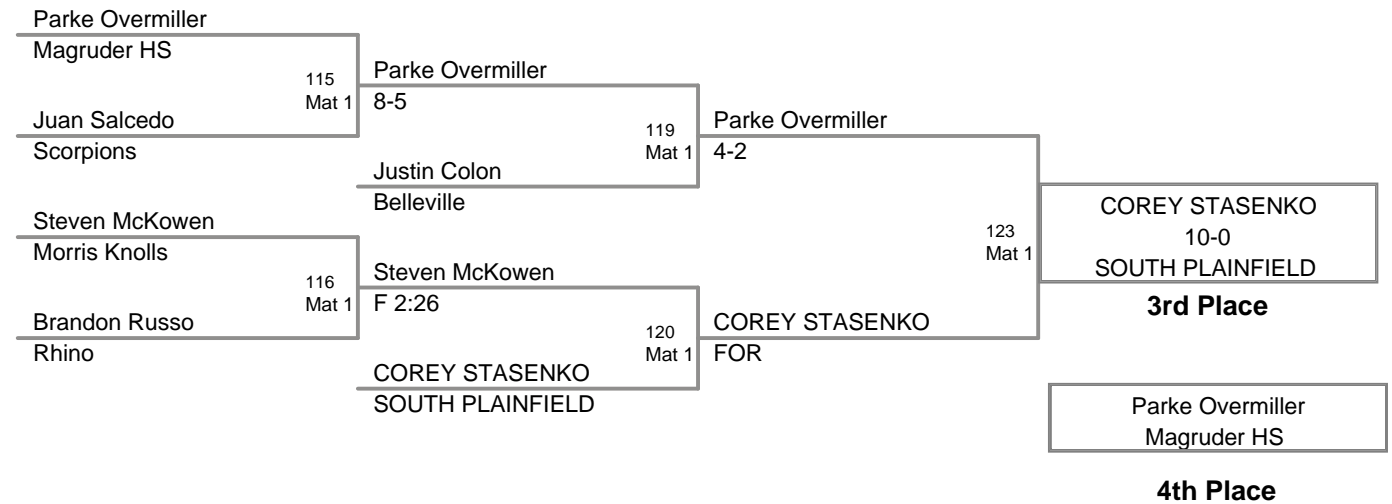 Parke Overmiller
Magruder HS
115
Mat 1
Juan Salcedo
Scorpions
Parke Overmiller
8-5
119
Mat 1
Justin Colon
Belleville
Parke Overmiller
4-2
Steven McKowen
Morris Knolls
116
Mat 1
Brandon Russo
Rhino
Steven McKowen
F 2:26
120
Mat 1
COREY STASENKO
SOUTH PLAINFIELD
COREY STASENKO
FOR
123
Mat 1
COREY STASENKO
10-0
SOUTH PLAINFIELD
3rd Place
Parke Overmiller
Magruder HS
4th Place